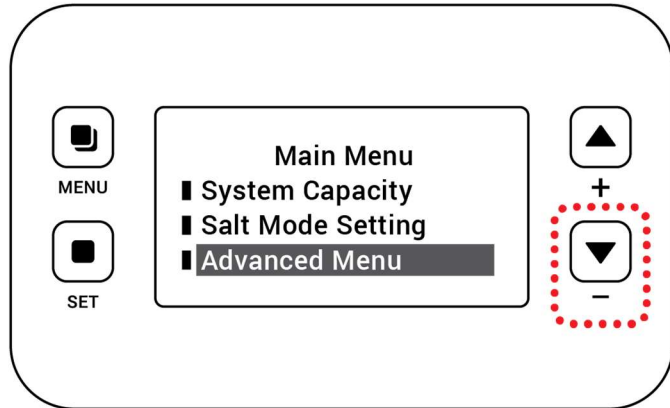 Main Menu
System Capacity
Salt Mode Setting
Advanced Menu
MENU
SET
+
−